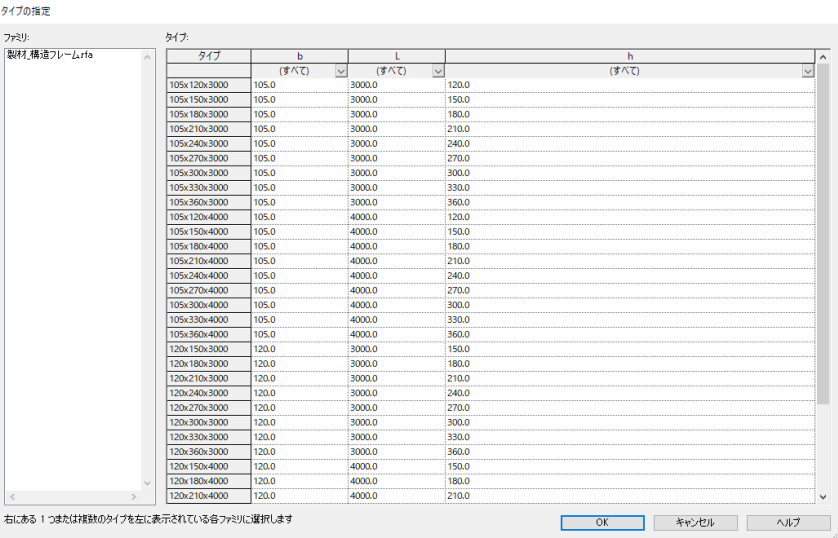 タイプの指定
ファミリ:
タイプ:
製材_構造フレーム.rfa
タイプ b L h
(すべて) (すべて) (すべて)
105x120x3000 105.0 3000.0 120.0
105x150x3000 105.0 3000.0 150.0
105x180x3000 105.0 3000.0 180.0
105x210x3000 105.0 3000.0 210.0
105x240x3000 105.0 3000.0 240.0
105x270x3000 105.0 3000.0 270.0
105x300x3000 105.0 3000.0 300.0
105x330x3000 105.0 3000.0 330.0
105x360x3000 105.0 3000.0 360.0
105x120x4000 105.0 4000.0 120.0
105x150x4000 105.0 4000.0 150.0
105x180x4000 105.0 4000.0 180.0
105x210x4000 105.0 4000.0 210.0
105x240x4000 105.0 4000.0 240.0
105x270x4000 105.0 4000.0 270.0
105x300x4000 105.0 4000.0 300.0
105x330x4000 105.0 4000.0 330.0
105x360x4000 105.0 4000.0 360.0
120x150x3000 120.0 3000.0 150.0
120x180x3000 120.0 3000.0 180.0
120x210x3000 120.0 3000.0 210.0
120x240x3000 120.0 3000.0 240.0
120x270x3000 120.0 3000.0 270.0
120x300x3000 120.0 3000.0 300.0
120x330x3000 120.0 3000.0 330.0
120x360x3000 120.0 3000.0 360.0
120x150x4000 120.0 4000.0 150.0
120x180x4000 120.0 4000.0 180.0
120x210x4000 120.0 4000.0 210.0
右にある 1 つまたは複数のタイプを左に表示されている各ファミリに選択します
OK キャンセル ヘルプ